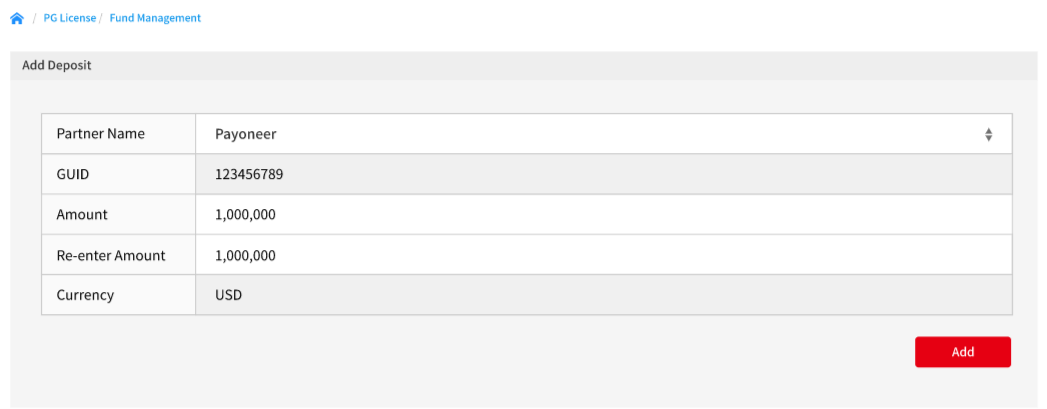 / PG License / Fund Management
Add Deposit
Partner Name Payoneer
GUID 123456789
Amount 1,000,000
Re-enter Amount 1,000,000
Currency USD
Add